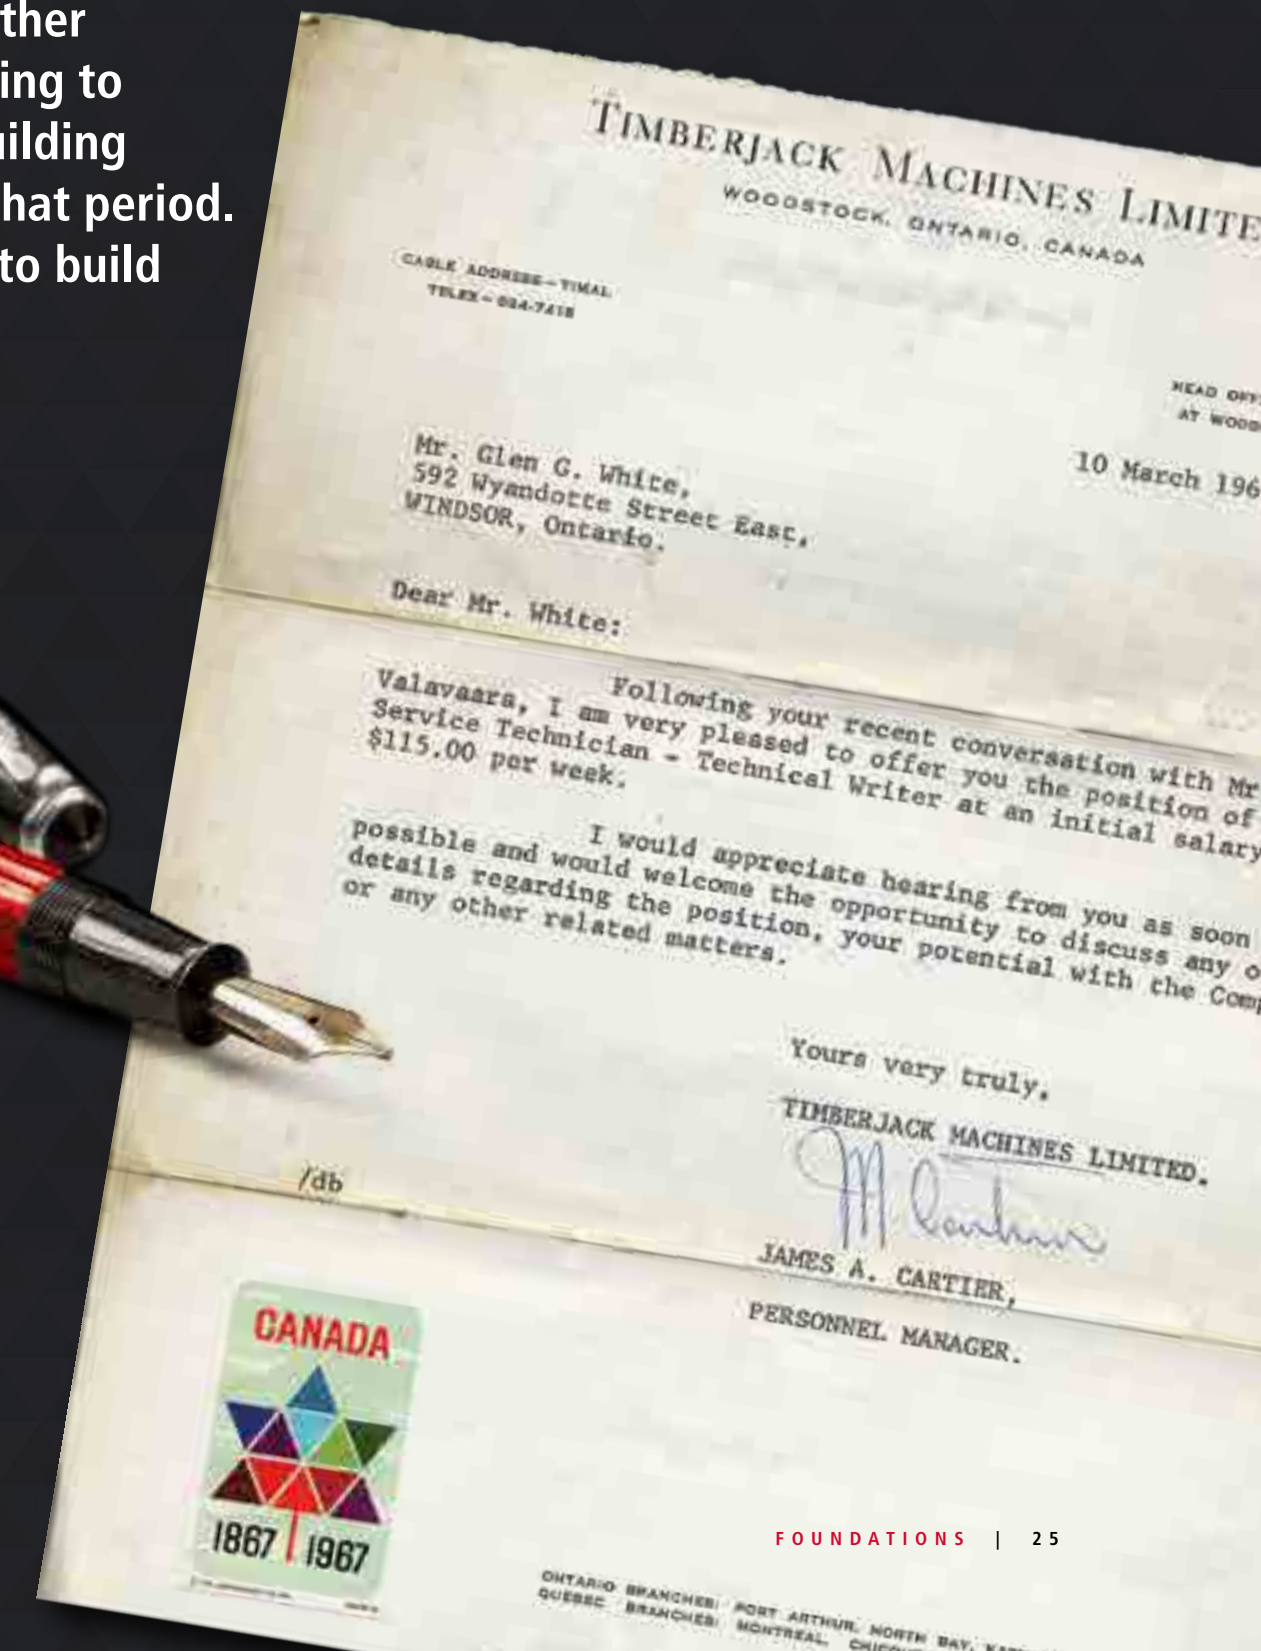 ther
ing to
uilding
hat period.
to build
TIMBERJACK MACHINES LIMITE
WOODSTOCK, ONTARIO, CANADA
CABLE ADDRESS—TIMAL
TELEX—024-7418
HEAD OFF
AT WOOD
10 March 196
Mr. Glen G. White,
592 Wyandotte Street East,
WINDSOR, Ontario.
Dear Mr. White:
Following your recent conversation with Mr
Valavaara, I am very pleased to offer you the position of
Service Technician - Technical Writer at an initial salary
$115.00 per week.
I would appreciate hearing from you as soon
possible and would welcome the opportunity to discuss any o
details regarding the position, your potential with the Comp
or any other related matters.
Yours very truly,
TIMBERJACK MACHINES LIMITED.
JAMES A. CARTIER,
PERSONNEL MANAGER.
/db
CANADA
1867 1967
FOUNDATIONS | 25
ONTARIO BRANCHES: PORT ARTHUR, NORTH BAY,
QUEBEC BRANCHES: MONTREAL,